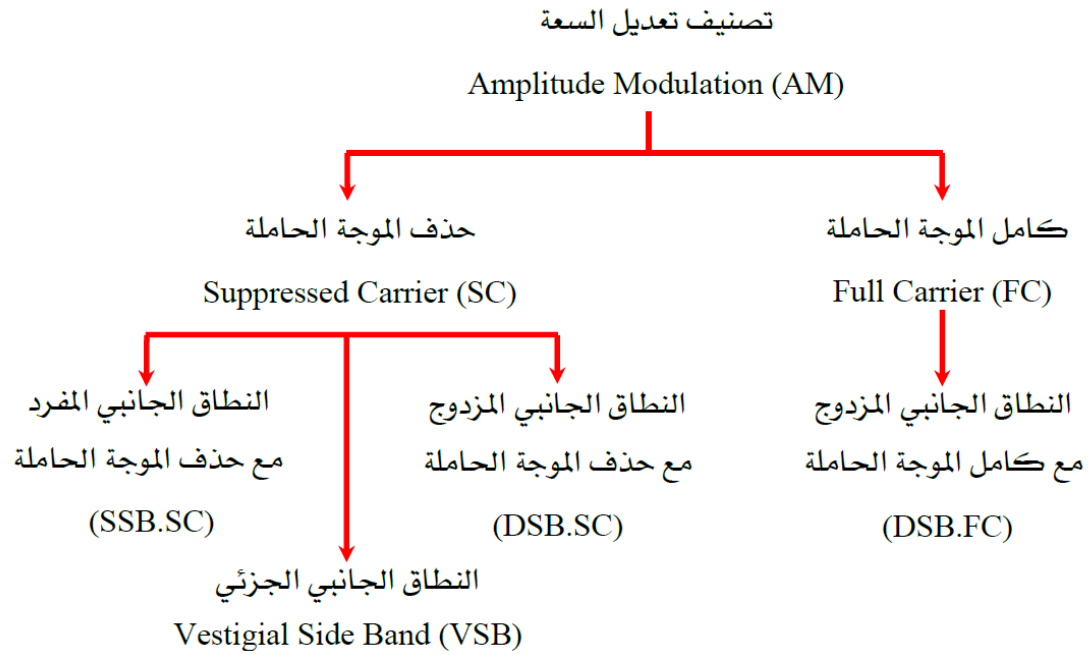 تصنيف تعديل السعة
Amplitude Modulation (AM)
كامل الموجة الحاملة
Full Carrier (FC)
حذف الموجة الحاملة
Suppressed Carrier (SC)
النطاق الجانبي المزدوج
مع كامل الموجة الحاملة
(DSB.FC)
النطاق الجانبي المزدوج
مع حذف الموجة الحاملة
(DSB.SC)
النطاق الجانبي المفرد
مع حذف الموجة الحاملة
(SSB.SC)
النطاق الجانبي الجزئي
Vestigial Side Band (VSB)